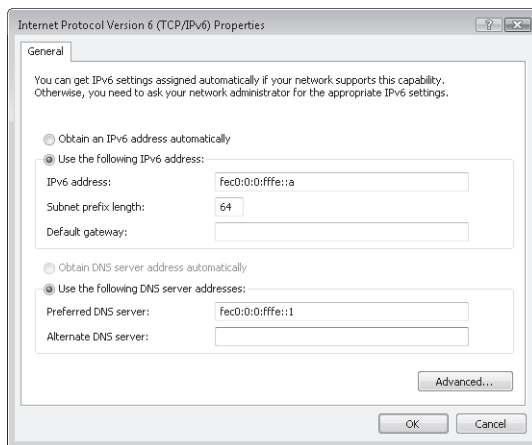 Internet Protocol Version 6 (TCP/IPv6) Properties
General
You can get IPv6 settings assigned automatically if your network supports this capability.
Otherwise, you need to ask your network administrator for the appropriate IPv6 settings.
Obtain an IPv6 address automatically
Use the following IPv6 address:
IPv6 address: fec0:0:0:fffe::a
Subnet prefix length: 64
Default gateway:
Obtain DNS server address automatically
Use the following DNS server addresses:
Preferred DNS server: fec0:0:0:fffe::1
Alternate DNS server:
Advanced...
OK Cancel